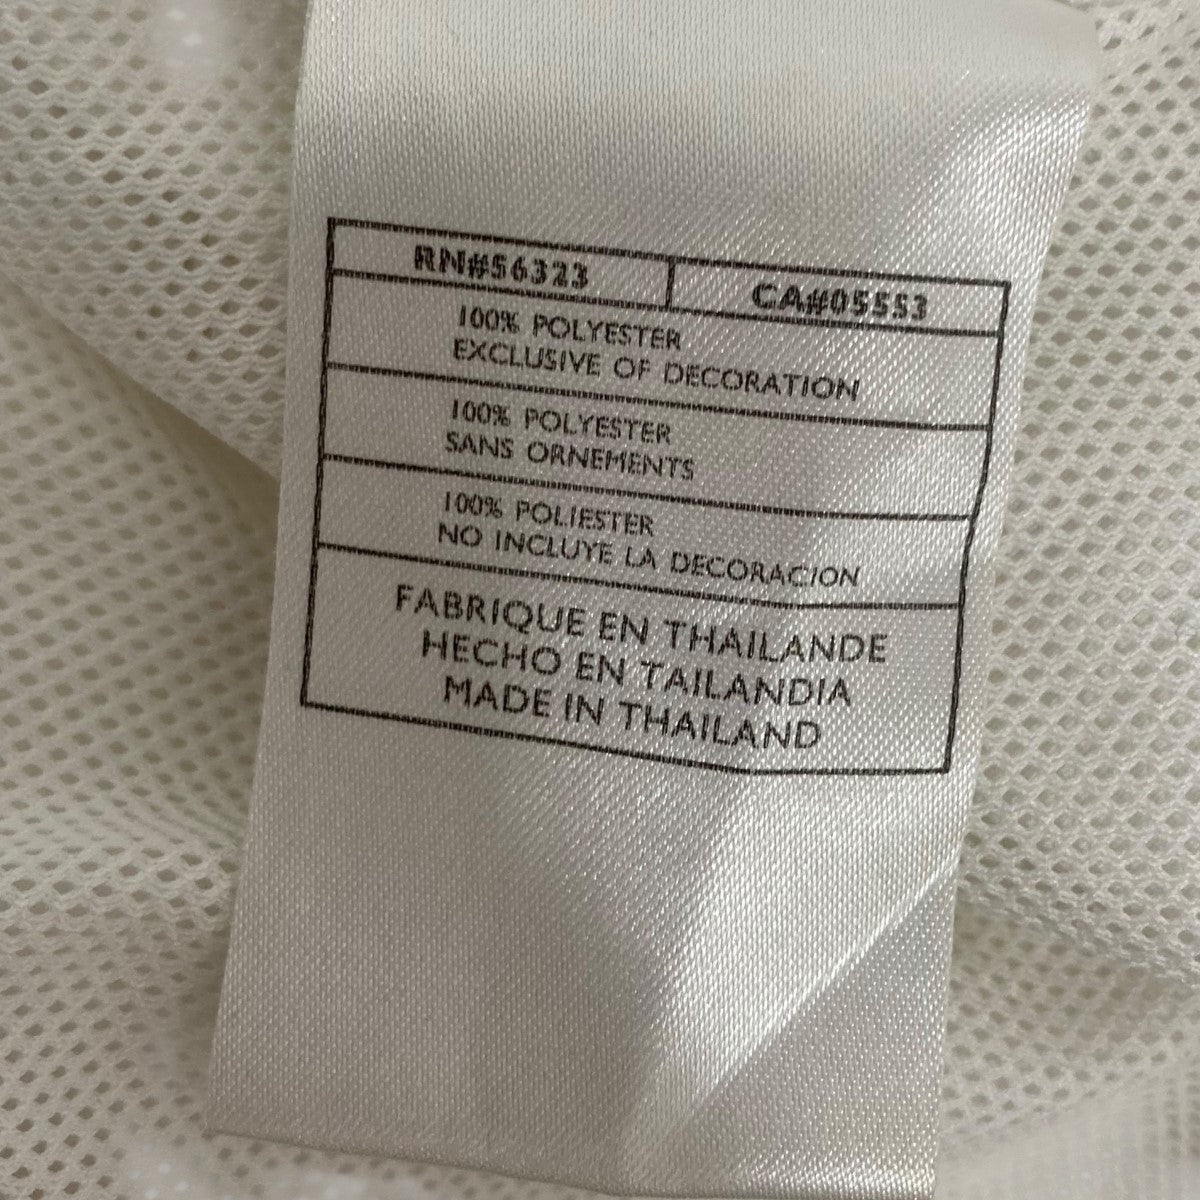 RN#56323 CA#05553
100% POLYESTER
EXCLUSIVE OF DECORATION
100% POLYESTER
SANS ORNEMENTS
100% POLIESTER
NO INCLUYE LA DECORACION
FABRIQUE EN THAILANDE
HECHO EN TAILANDIA
MADE IN THAILAND